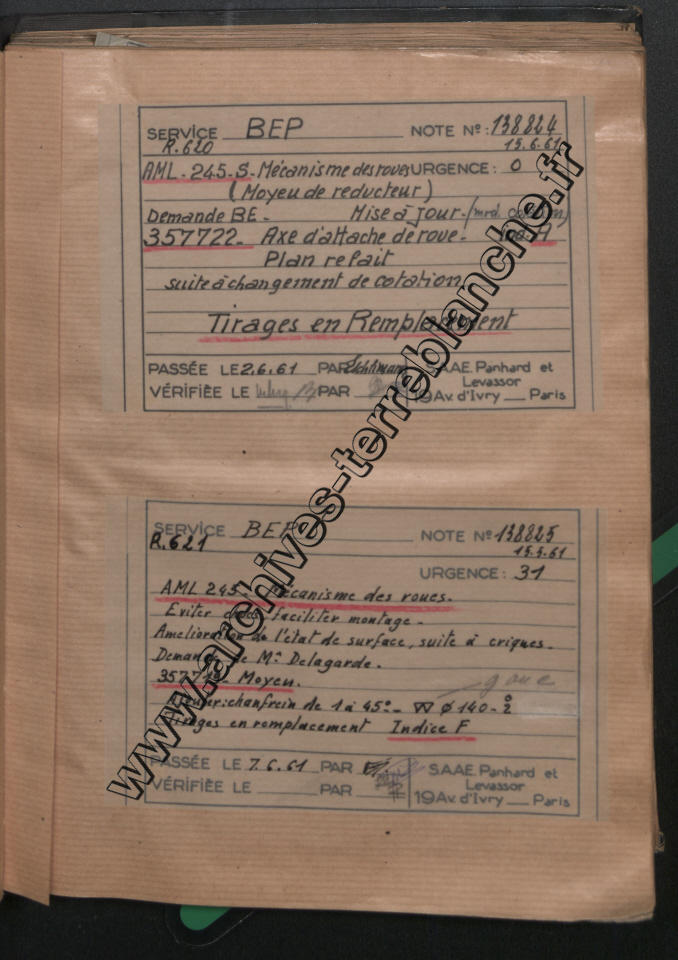 SERVICE BEP NOTE Nº: 138824
R.620 15.6.61
AML-245-S-Mécanisme des roues URGENCE: 0
(Moyeu de reducteur)
Demande BE- Mise à jour-
357722- Axe d'attache de roue- A
Plan refait
suite à changement de cotation
Tirages en Remplacement
PASSÉE LE 2.6.61 PAR S.A.A.E. Panhard et
Levassor
VÉRIFIÉE LE PAR 19 Av. d'Ivry Paris
SERVICE BEP NOTE Nº 138825
R.621 15.5.61
URGENCE: 31
AML 245 Mécanisme des roues.
Eviter faciliter montage-
Amelioration de l'état de surface, suite à criques.
Demande de Mr Delagarde.
Moyeu.
chanfrein de 1 à 45°- ▽▽ ø 140-
Tirages en remplacement Indice F
PASSÉE LE 7.6.61 PAR S.A.A.E. Panhard et
Levassor
VÉRIFIÉE LE PAR 19 Av. d'Ivry Paris
www.archives-terreblanche.fr